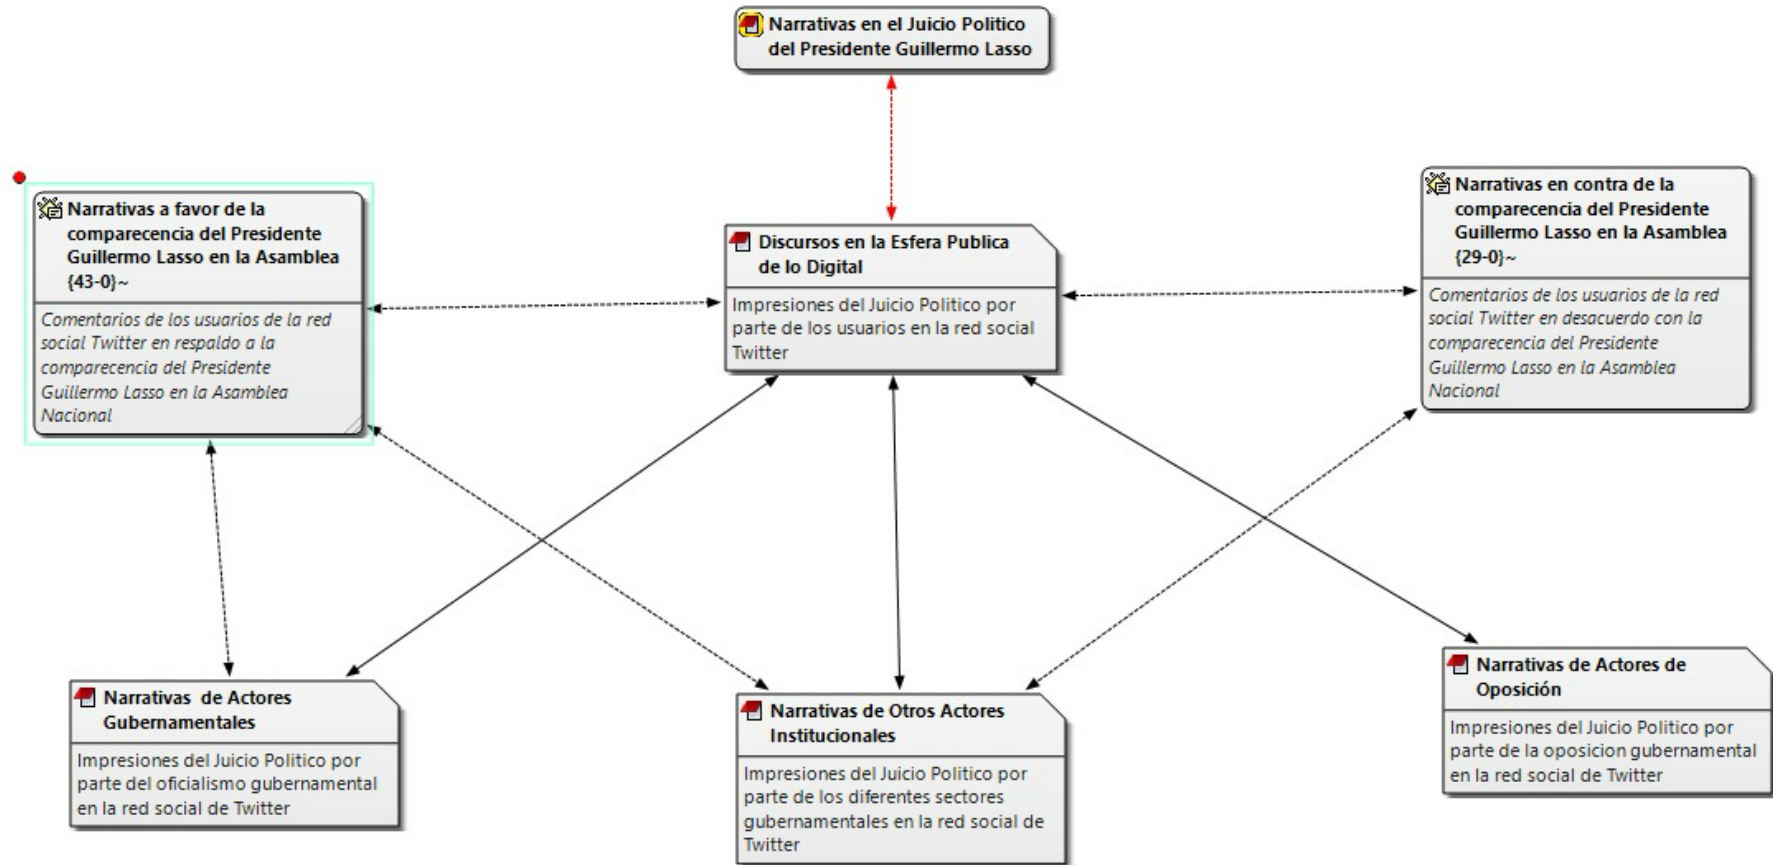 Narrativas en el Juicio Politico
del Presidente Guillermo Lasso
Narrativas a favor de la
comparecencia del Presidente
Guillermo Lasso en la Asamblea
{43-0}~
Comentarios de los usuarios de la red
social Twitter en respaldo a la
comparecencia del Presidente
Guillermo Lasso en la Asamblea
Nacional
Discursos en la Esfera Publica
de lo Digital
Impresiones del Juicio Politico por
parte de los usuarios en la red social
Twitter
Narrativas en contra de la
comparecencia del Presidente
Guillermo Lasso en la Asamblea
{29-0}~
Comentarios de los usuarios de la red
social Twitter en desacuerdo con la
comparecencia del Presidente
Guillermo Lasso en la Asamblea
Nacional
Narrativas de Actores
Gubernamentales
Impresiones del Juicio Politico por
parte del oficialismo gubernamental
en la red social de Twitter
Narrativas de Otros Actores
Institucionales
Impresiones del Juicio Politico por
parte de los diferentes sectores
gubernamentales en la red social de
Twitter
Narrativas de Actores de
Oposición
Impresiones del Juicio Politico por
parte de la oposicion gubernamental
en la red social de Twitter